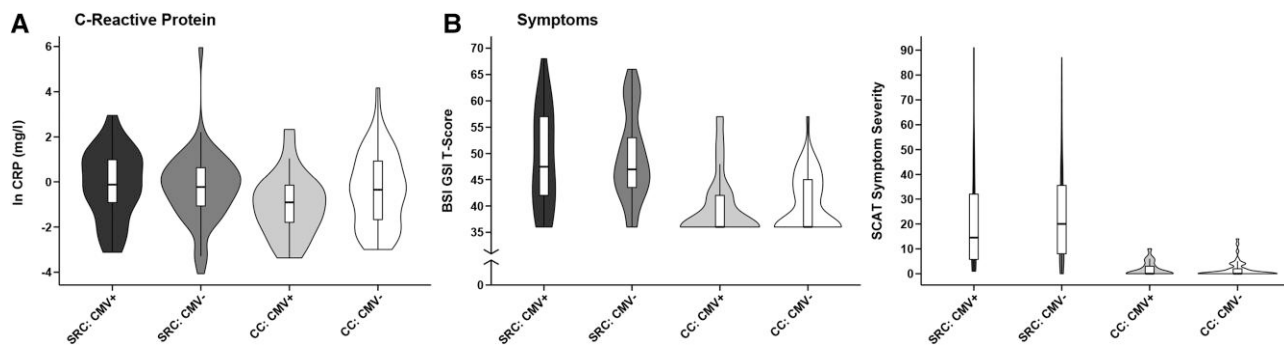 A C-Reactive Protein
ln CRP (mg/l)
6
4
2
0
-2
-4
SRC: CMV+
SRC: CMV-
CC: CMV+
CC: CMV-
B Symptoms
BSI GSI T-Score
70
65
60
55
50
45
40
35
0
SRC: CMV+
SRC: CMV-
CC: CMV+
CC: CMV-
SCAT Symptom Severity
90
80
70
60
50
40
30
20
10
0
SRC: CMV+
SRC: CMV-
CC: CMV+
CC: CMV-